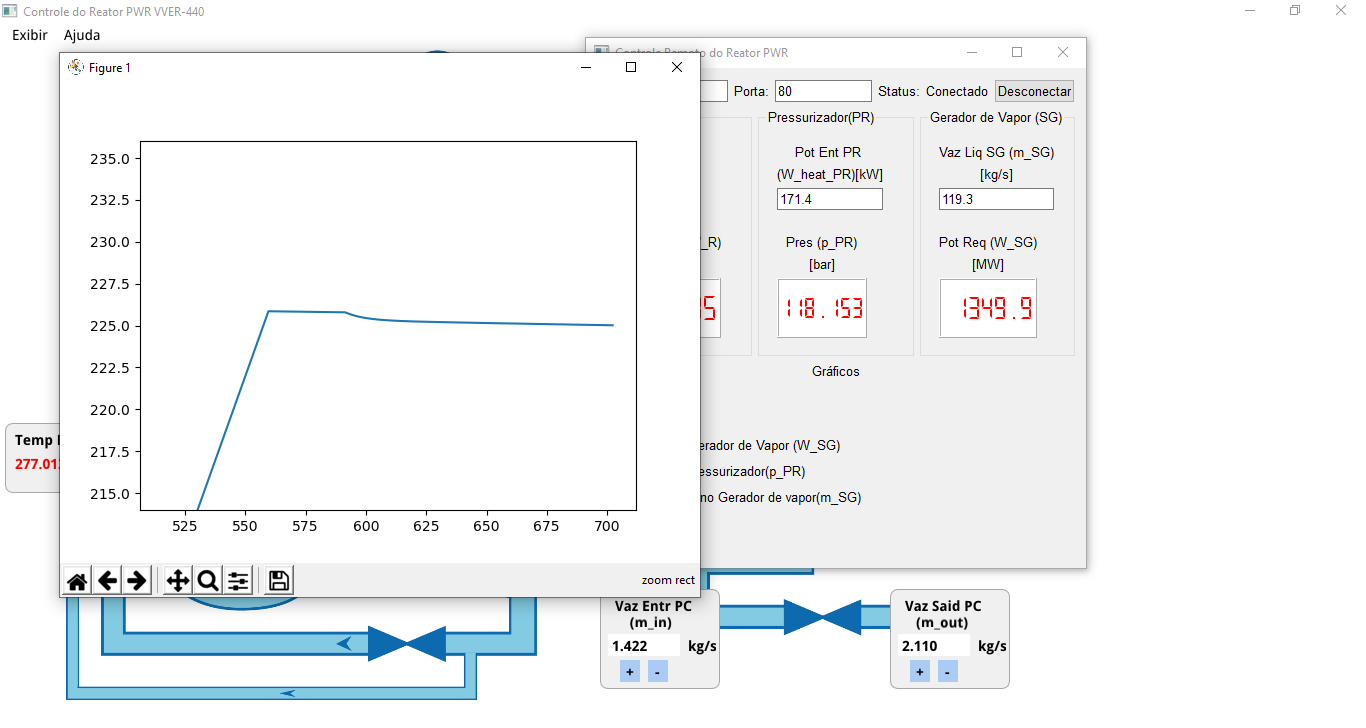 Controle do Reator PWR VVER-440
Exibir Ajuda
Controle Remoto do Reator PWR
Figure 1
Porta: 80 Status: Conectado Desconectar
Pressurizador(PR)
Gerador de Vapor (SG)
Pot Ent PR
(W_heat_PR)[kW]
171.4
Vaz Liq SG (m_SG)
[kg/s]
119.3
_R)
Pres (p_PR)
[bar]
118.153
Pot Req (W_SG)
[MW]
1349.9
Gráficos
erador de Vapor (W_SG)
essurizador(p_PR)
no Gerador de vapor(m_SG)
235.0
232.5
230.0
227.5
225.0
222.5
220.0
217.5
215.0
525 550 575 600 625 650 675 700
zoom rect
Temp
277.01
Vaz Entr PC
(m_in)
1.422 kg/s
+ -
Vaz Said PC
(m_out)
2.110 kg/s
+ -